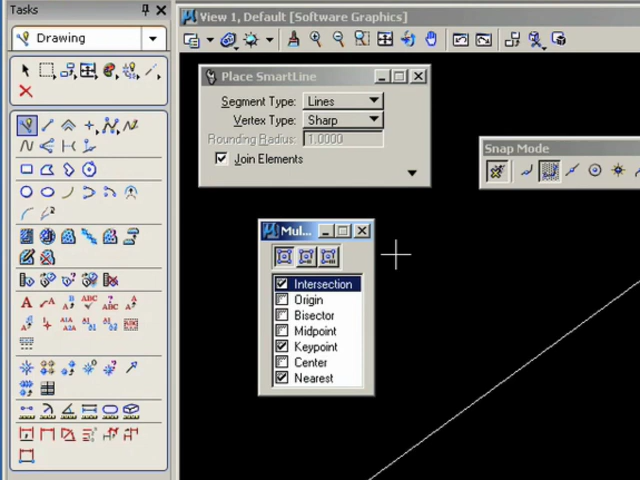 Tasks
Drawing
View 1, Default [Software Graphics]
Place SmartLine
Segment Type: Lines
Vertex Type: Sharp
Rounding Radius: 1.0000
Join Elements
Snap Mode
Mul...
Intersection
Origin
Bisector
Midpoint
Keypoint
Center
Nearest